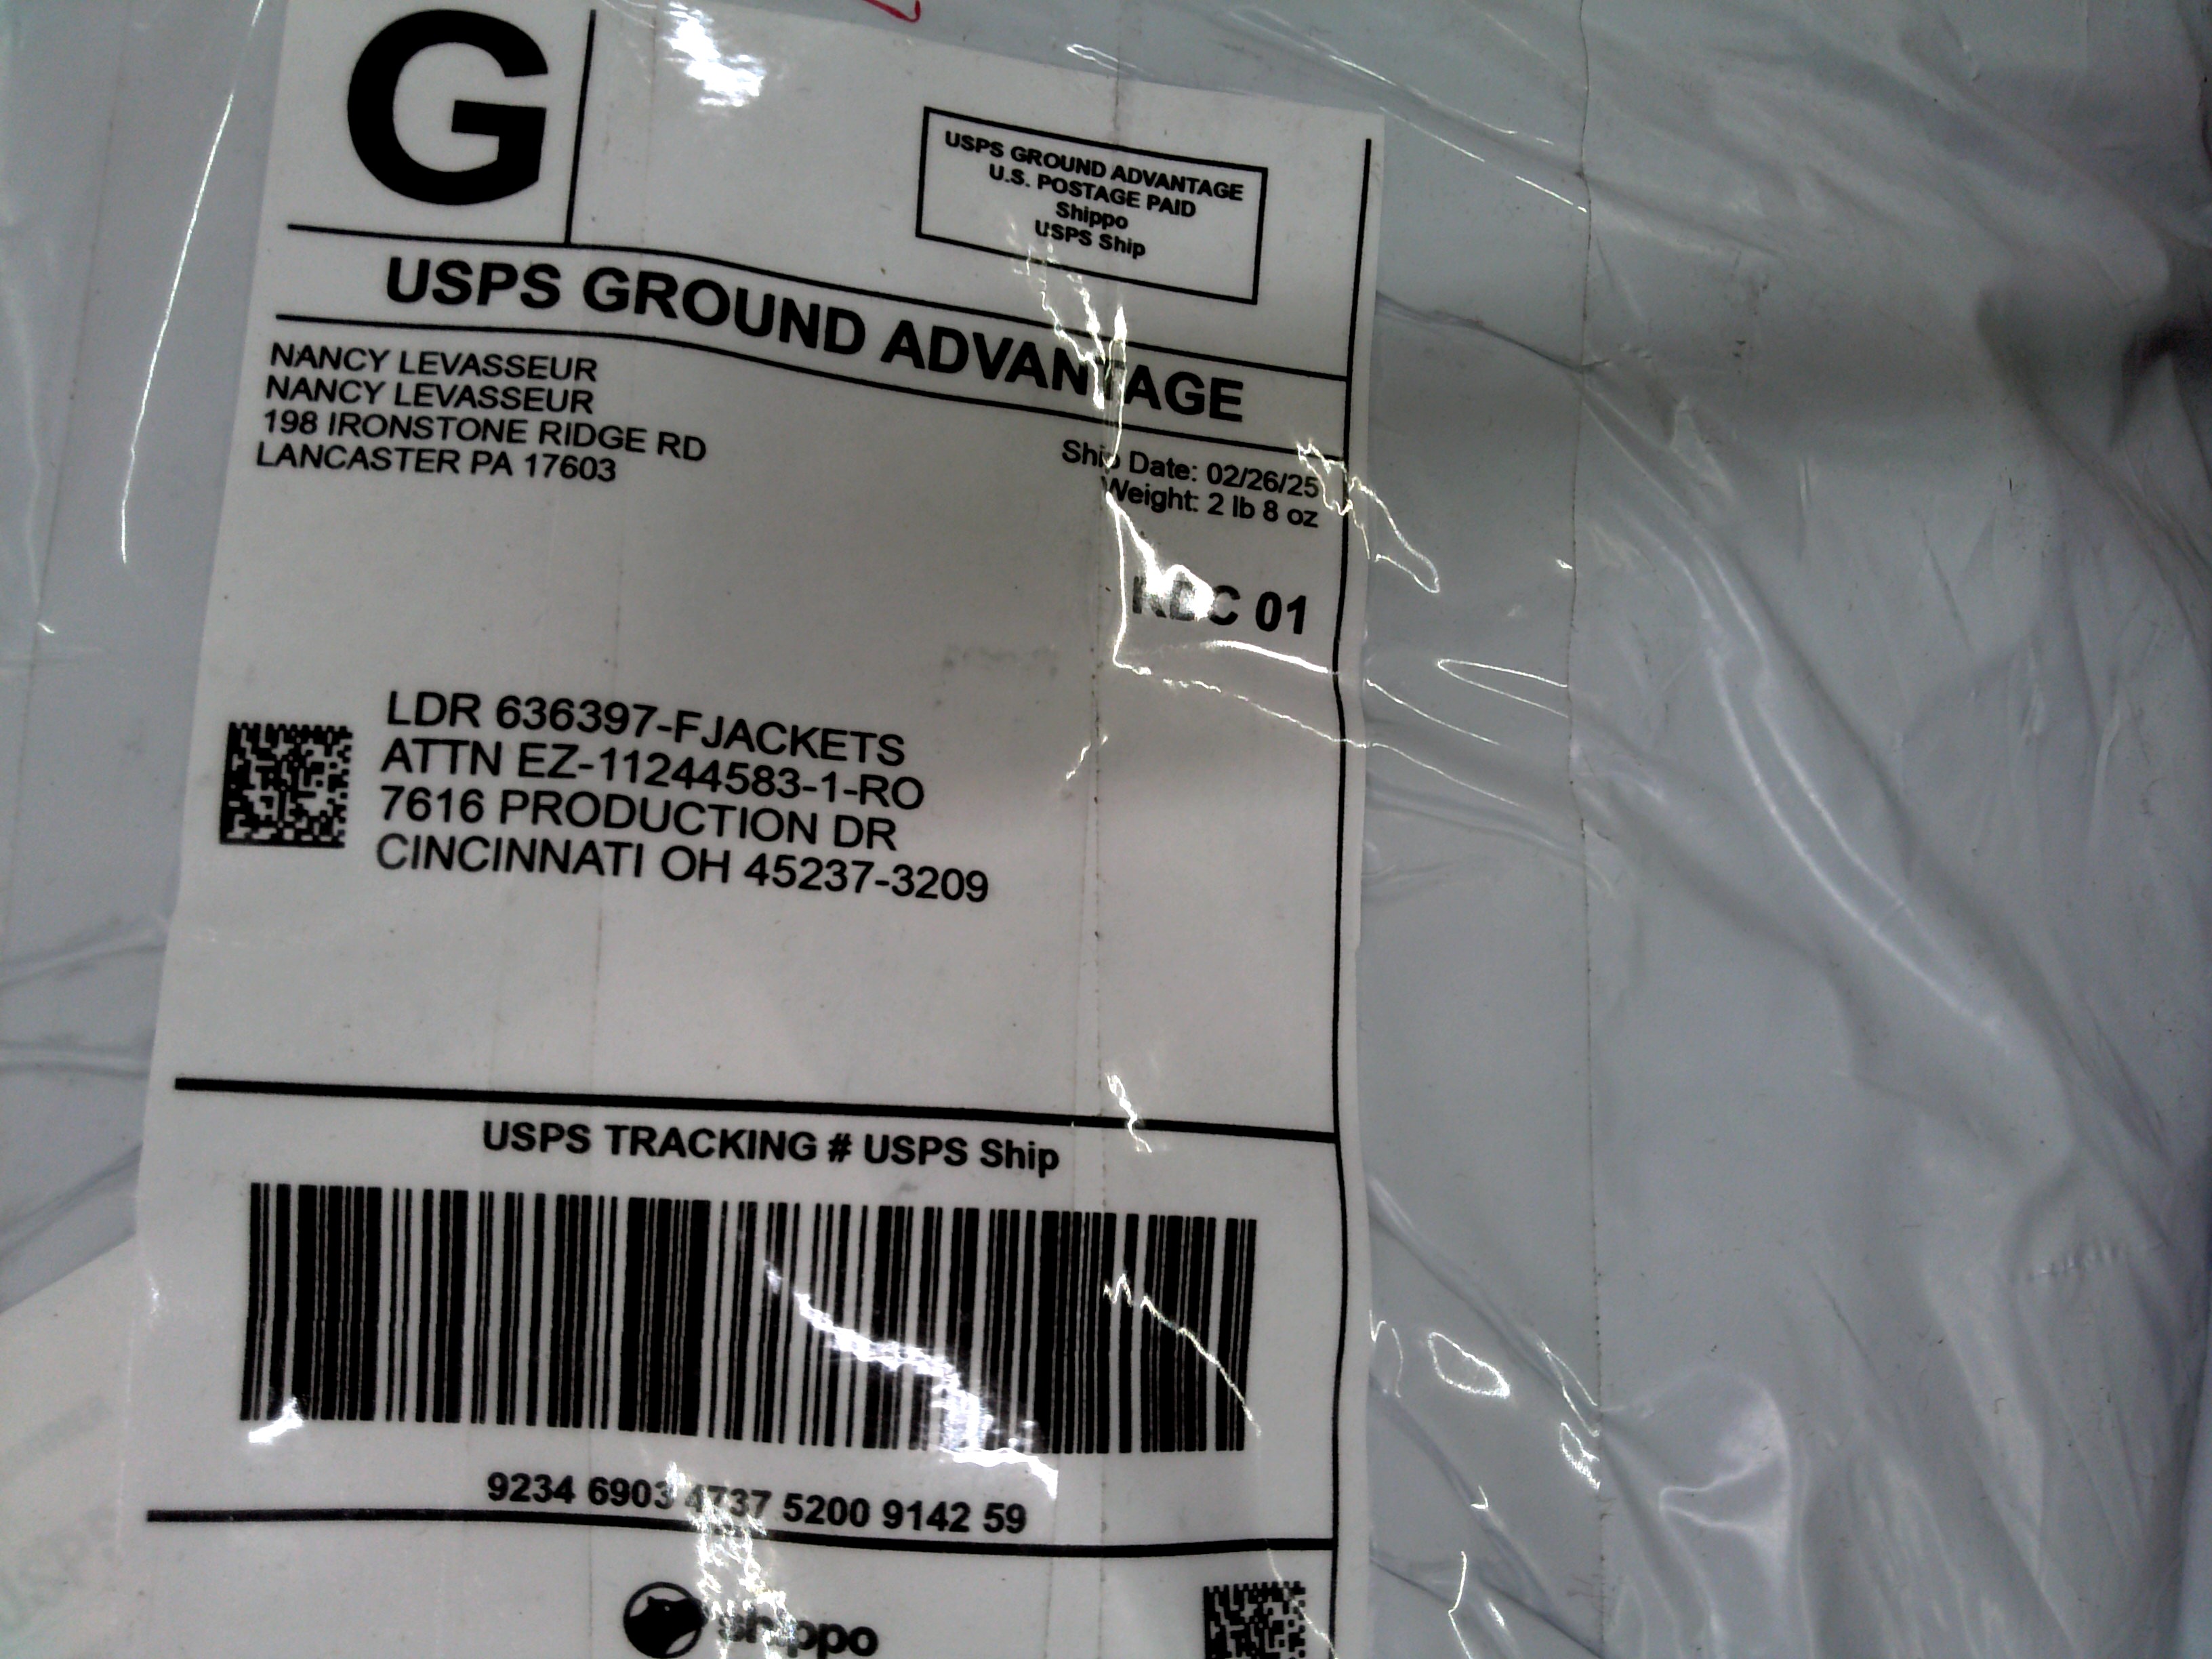 G
USPS GROUND ADVANTAGE
U.S. POSTAGE PAID
Shippo
USPS Ship
USPS GROUND ADVANTAGE
NANCY LEVASSEUR
NANCY LEVASSEUR
198 IRONSTONE RIDGE RD
LANCASTER PA 17603
Ship Date: 02/26/25
Weight: 2 lb 8 oz
RDC 01
LDR 636397-FJACKETS
ATTN EZ-11244583-1-RO
7616 PRODUCTION DR
CINCINNATI OH 45237-3209
USPS TRACKING # USPS Ship
9234 6903 4737 5200 9142 59
shippo